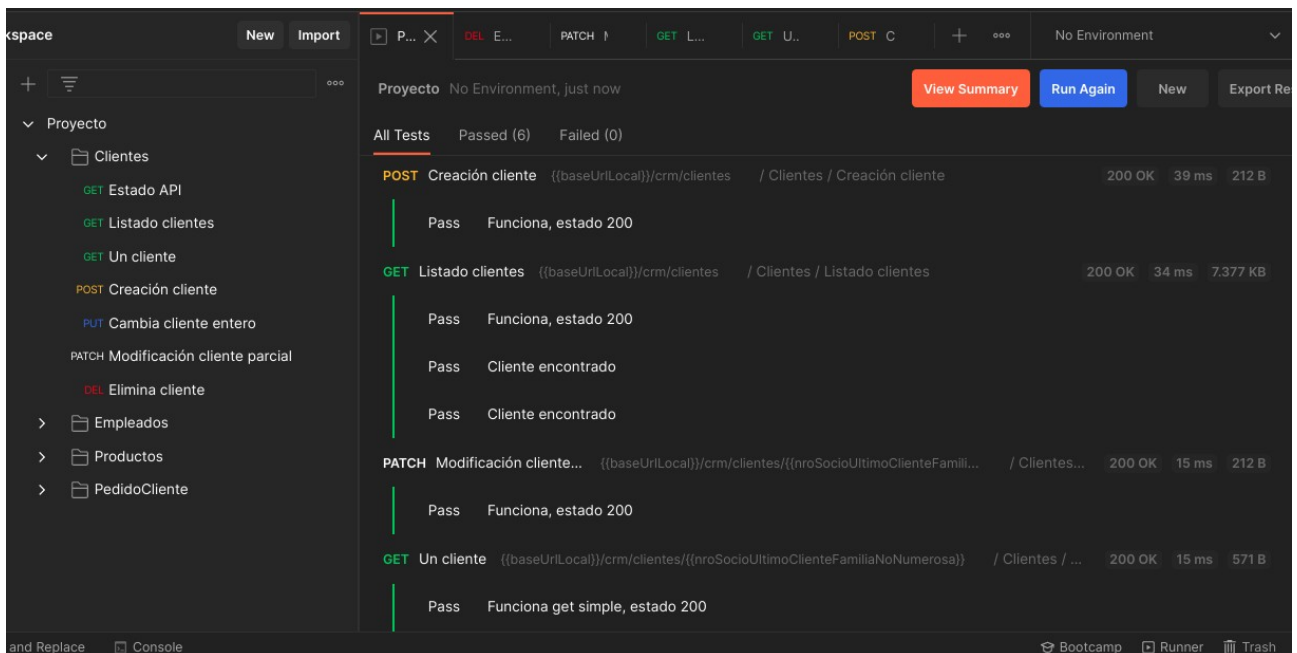 kspace New Import
P... DEL E... PATCH GET L... GET U.. POST C No Environment
Proyecto No Environment, just now View Summary Run Again New Export Re
All Tests Passed (6) Failed (0)
Proyecto
Clientes
GET Estado API
GET Listado clientes
GET Un cliente
POST Creación cliente
PUT Cambia cliente entero
PATCH Modificación cliente parcial
DEL Elimina cliente
Empleados
Productos
PedidoCliente
POST Creación cliente {{baseUrlLocal}}/crm/clientes / Clientes / Creación cliente 200 OK 39 ms 212 B
Pass Funciona, estado 200
GET Listado clientes {{baseUrlLocal}}/crm/clientes / Clientes / Listado clientes 200 OK 34 ms 7.377 KB
Pass Funciona, estado 200
Pass Cliente encontrado
Pass Cliente encontrado
PATCH Modificación cliente... {{baseUrlLocal}}/crm/clientes/{{nroSocioUltimoClienteFamili... / Clientes... 200 OK 15 ms 212 B
Pass Funciona, estado 200
GET Un cliente {{baseUrlLocal}}/crm/clientes/{{nroSocioUltimoClienteFamiliaNoNumerosa}} / Clientes / ... 200 OK 15 ms 571 B
Pass Funciona get simple, estado 200
and Replace Console Bootcamp Runner Trash